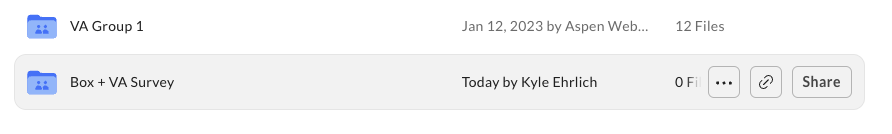 VA Group 1 Jan 12, 2023 by Aspen Web... 12 Files
Box + VA Survey Today by Kyle Ehrlich 0 Share